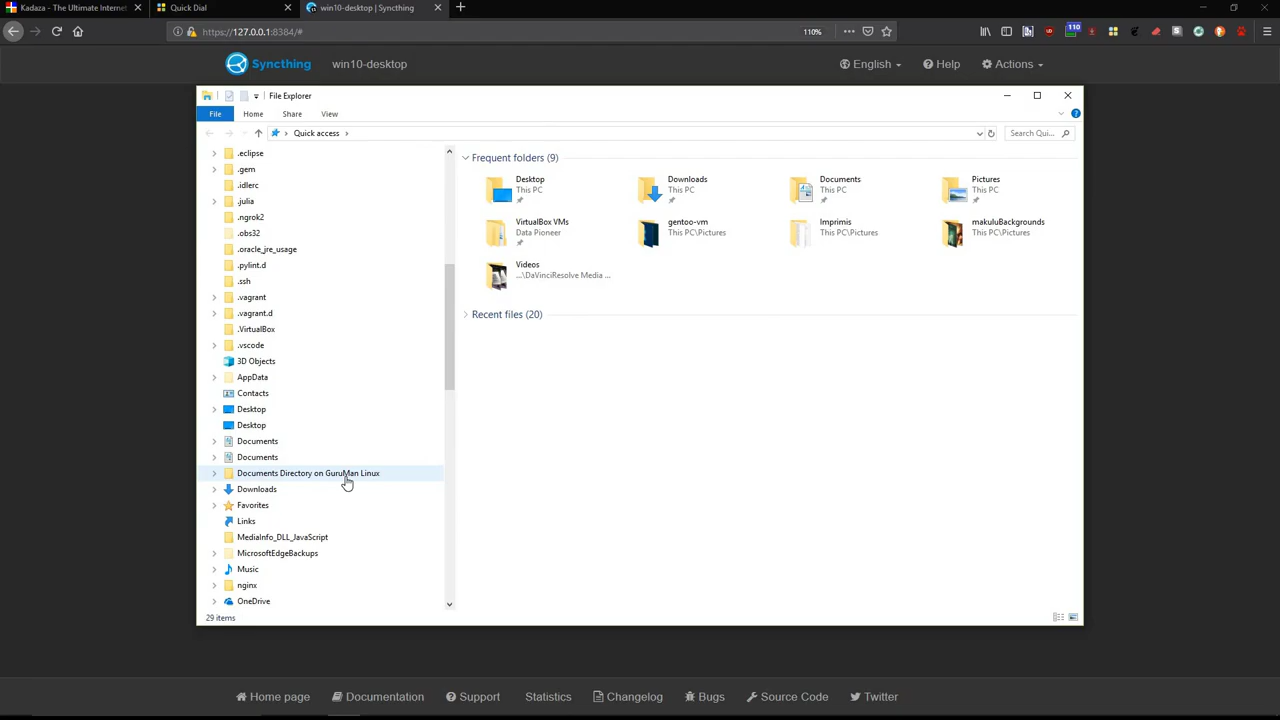 Kadaza - The Ultimate Internet
Quick Dial
win10-desktop | Syncthing
https://127.0.0.1:8384/#
110%
110
Syncthing
win10-desktop
English
Help
Actions
File Explorer
File
Home
Share
View
Quick access
Search Qui...
.eclipse
.gem
.idlerc
.julia
.ngrok2
.obs32
.oracle_jre_usage
.pylint.d
.ssh
.vagrant
.vagrant.d
.VirtualBox
.vscode
3D Objects
AppData
Contacts
Desktop
Desktop
Documents
Documents
Documents Directory on GuruMan Linux
Downloads
Favorites
Links
MediaInfo_DLL_JavaScript
MicrosoftEdgeBackups
Music
nginx
OneDrive
Frequent folders (9)
Desktop
This PC
Downloads
This PC
Documents
This PC
Pictures
This PC
VirtualBox VMs
Data Pioneer
gentoo-vm
This PC\Pictures
Imprimis
This PC\Pictures
makuluBackgrounds
This PC\Pictures
Videos
...\DaVinciResolve Media ...
Recent files (20)
29 items
Home page
Documentation
Support
Statistics
Changelog
Bugs
Source Code
Twitter